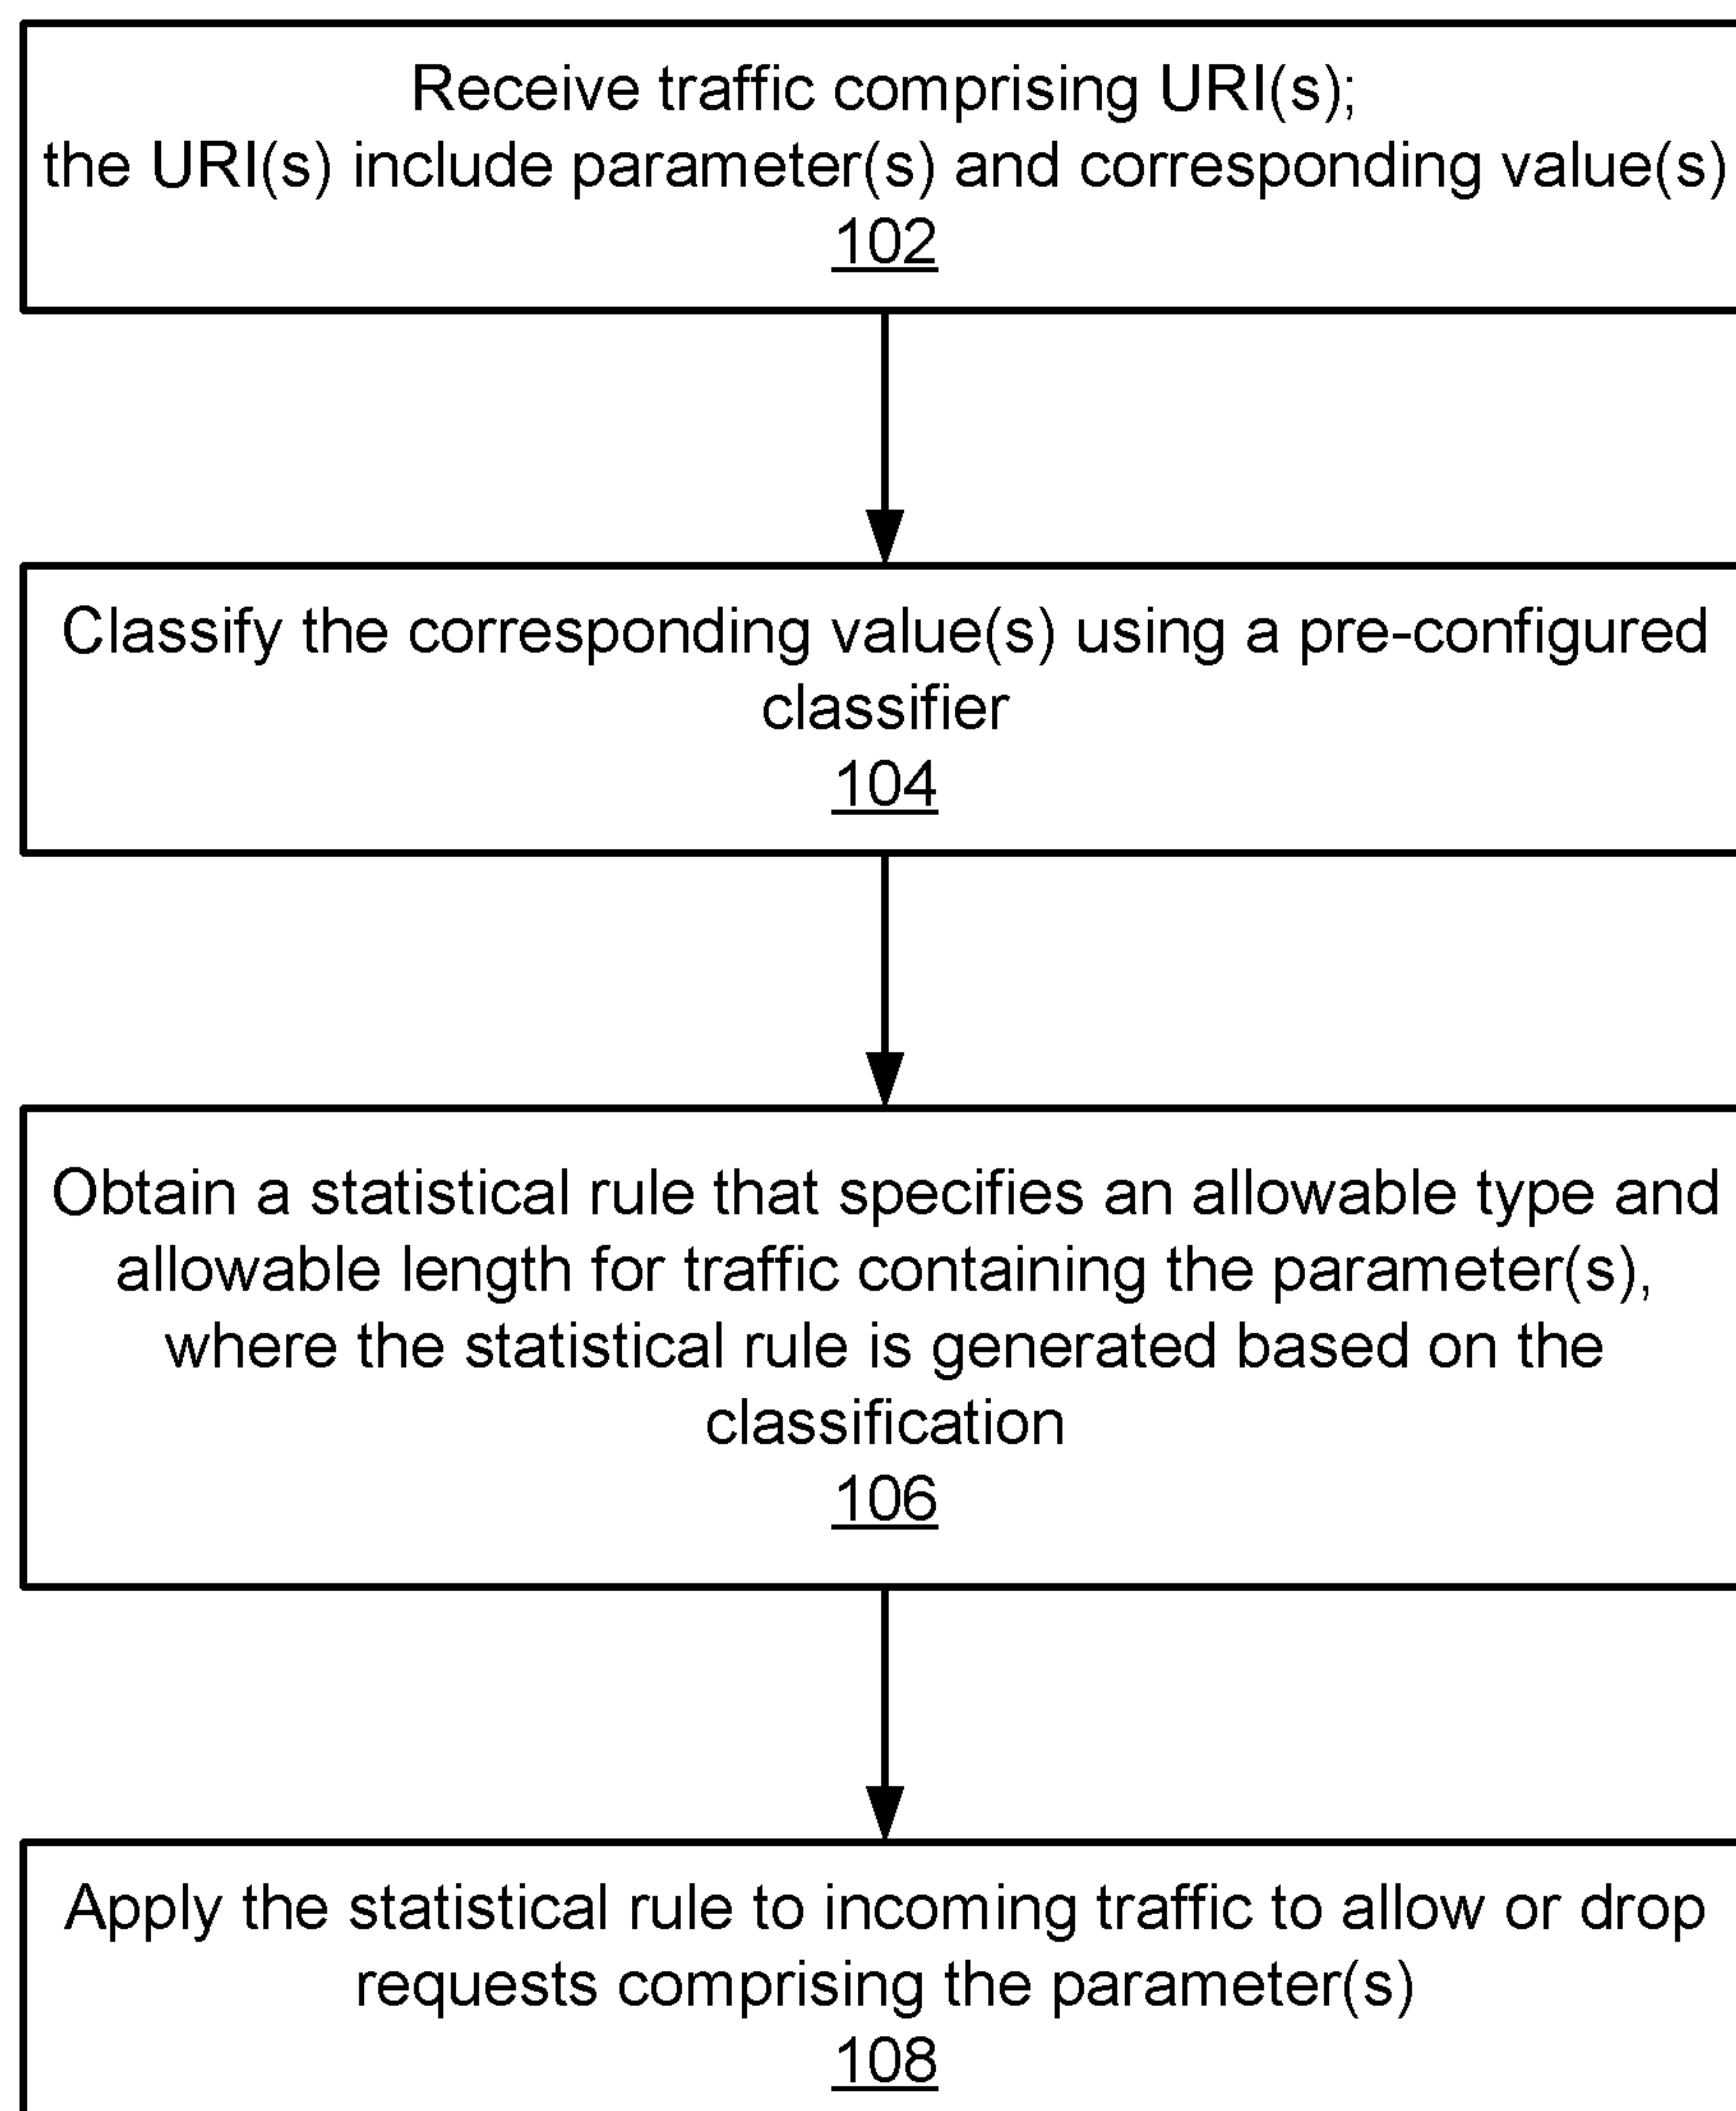 Receive traffic comprising URI(s);
the URI(s) include parameter(s) and corresponding value(s)
102
Classify the corresponding value(s) using a pre-configured
classifier
104
Obtain a statistical rule that specifies an allowable type and
allowable length for traffic containing the parameter(s),
where the statistical rule is generated based on the
classification
106
Apply the statistical rule to incoming traffic to allow or drop
requests comprising the parameter(s)
108